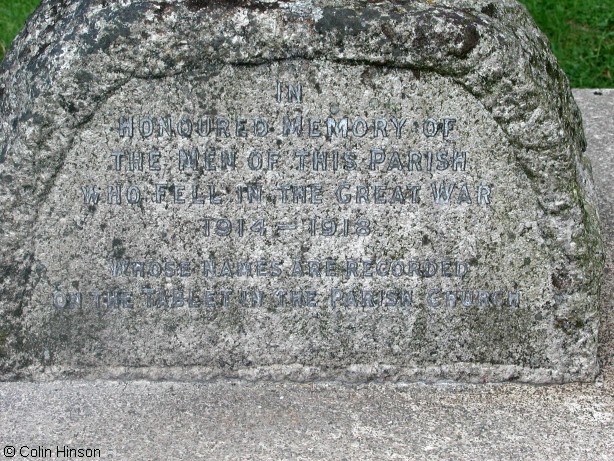 IN
HONOURED MEMORY OF
THE MEN OF THIS PARISH
WHO FELL IN THE GREAT WAR
1914 – 1918
WHOSE NAMES ARE RECORDED
ON THE TABLET IN THE PARISH CHURCH
© Colin Hinson